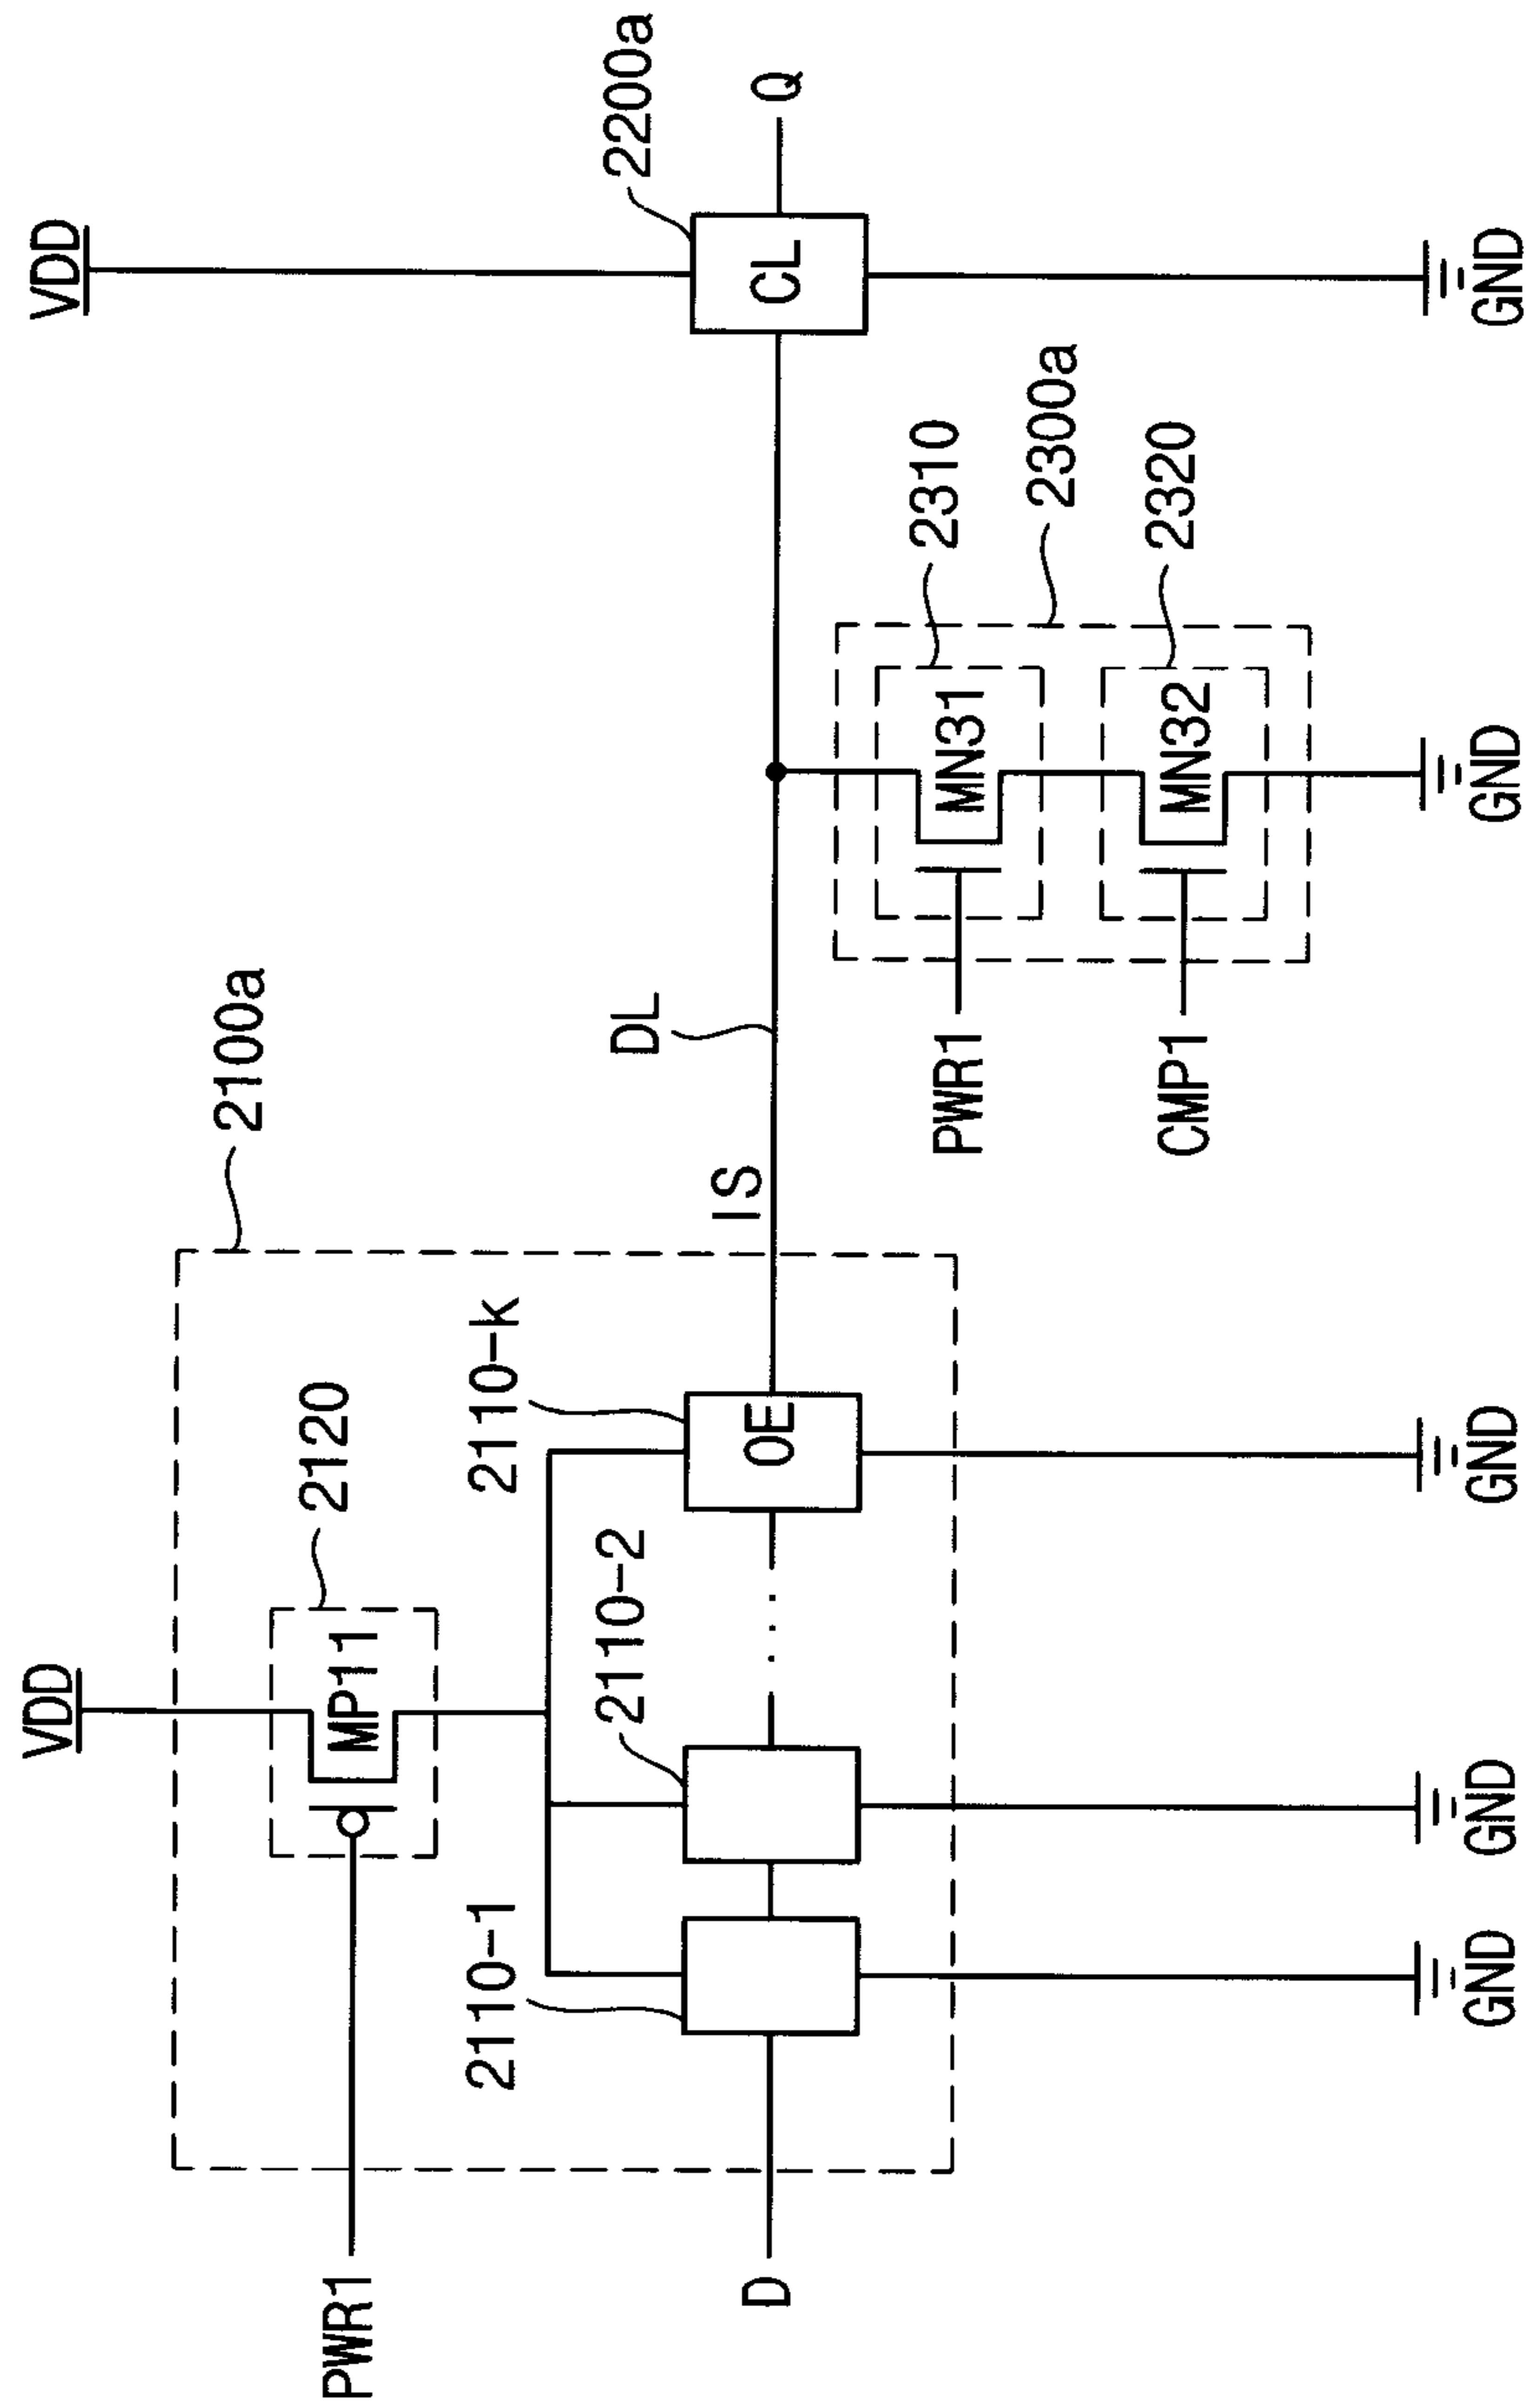 VDD
VDD
2100a
2120
MP11
PWR1
2200a
DL
2110-1
2110-2
2110-k
IS
D
OE
CL
Q
2310
MN31
PWR1
2300a
2320
MN32
CMP1
GND
GND
GND
GND
GND